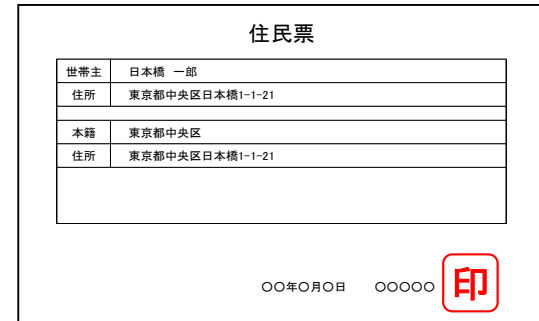 住民票
世帯主 日本橋 一郎
住所 東京都中央区日本橋1-1-21
本籍 東京都中央区
住所 東京都中央区日本橋1-1-21
〇〇年〇月〇日 〇〇〇〇〇 印